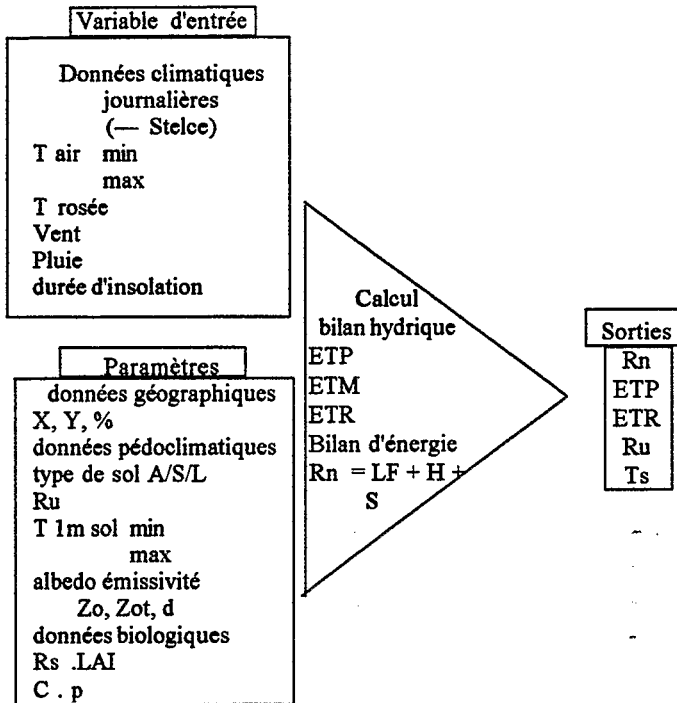 Variable d'entrée
Données climatiques
journalières
(— Stelce)
T air min
max
T rosée
Vent
Pluie
durée d'insolation
Paramètres
données géographiques
X, Y, %
données pédoclimatiques
type de sol A/S/L
Ru
T 1m sol min
max
albedo émissivité
Zo, Zot, d
données biologiques
Rs .LAI
C . p
Calcul
bilan hydrique
ETP
ETM
ETR
Bilan d'énergie
Rn = LF + H +
S
Sorties
Rn
ETP
ETR
Ru
Ts